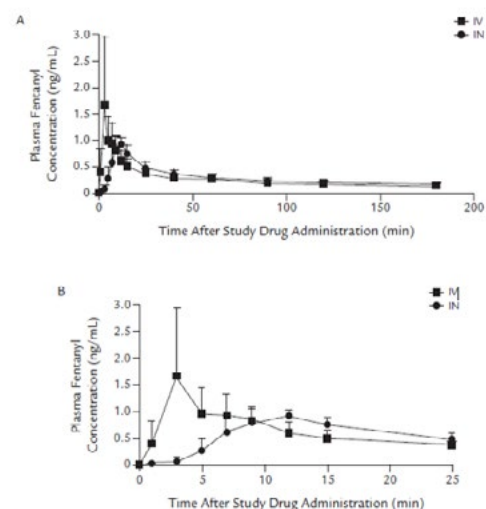 A
IV
IN
Plasma Fentanyl
Concentration (ng/mL)
3.0
2.5
2.0
1.5
1.0
0.5
0
0
50
100
150
200
Time After Study Drug Administration (min)
B
IV
IN
Plasma Fentanyl
Concentration (ng/mL)
3.0
2.5
2.0
1.5
1.0
0.5
0
0
5
10
15
20
25
Time After Study Drug Administration (min)